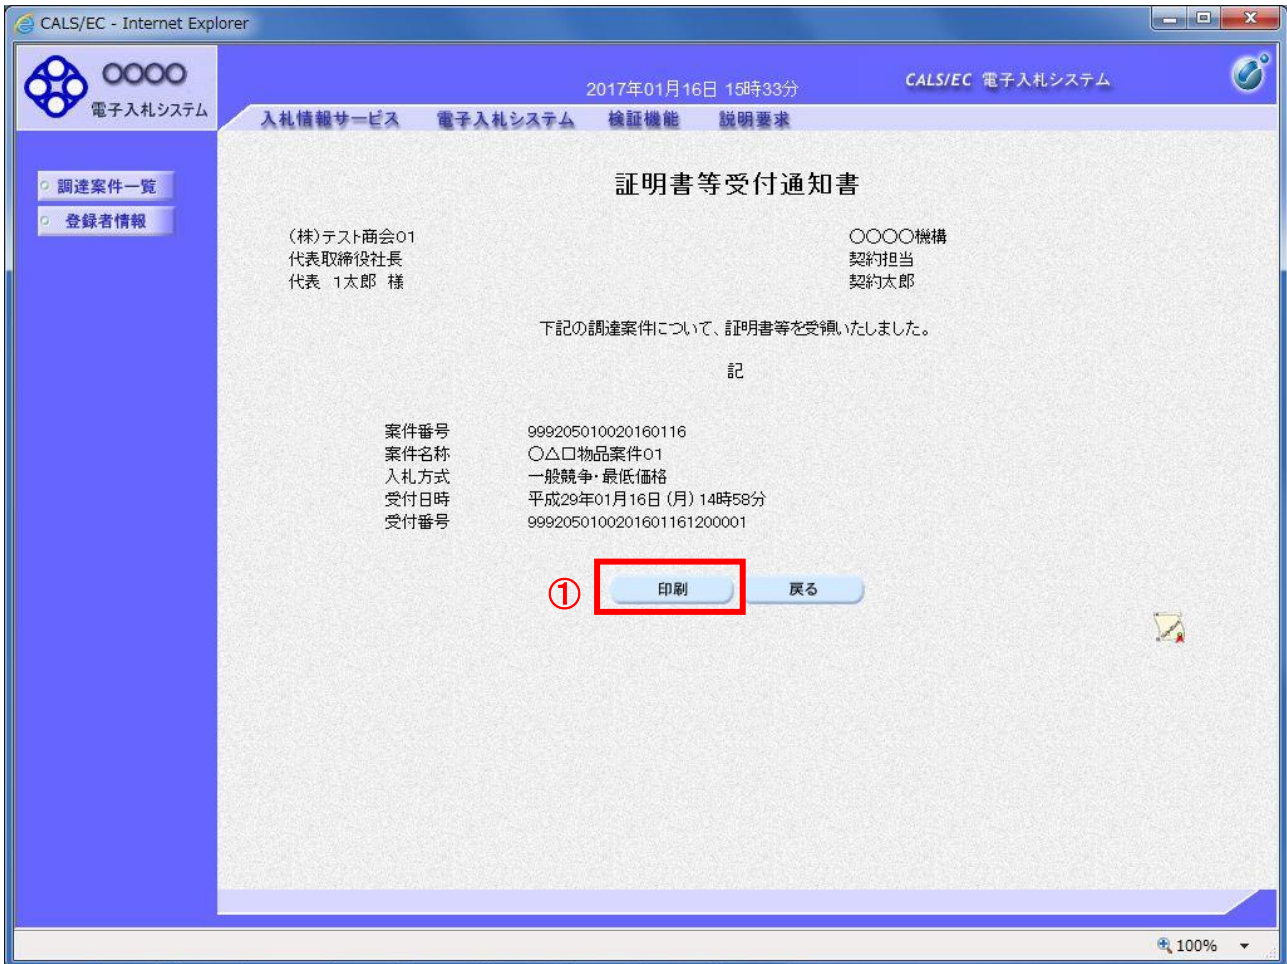 CALS/EC - Internet Explorer
〇〇〇〇
電子入札システム
2017年01月16日 15時33分
CALS/EC 電子入札システム
入札情報サービス 電子入札システム 検証機能 説明要求
調達案件一覧
登録者情報
証明書等受付通知書
(株)テスト商会01
代表取締役社長
代表 1太郎 様
〇〇〇〇機構
契約担当
契約太郎
下記の調達案件について、証明書等を受領いたしました。
記
案件番号 999205010020160116
案件名称 〇△口物品案件01
入札方式 一般競争・最低価格
受付日時 平成29年01月16日(月)14時58分
受付番号 9992050100201601161200001
① 印刷 戻る
100%